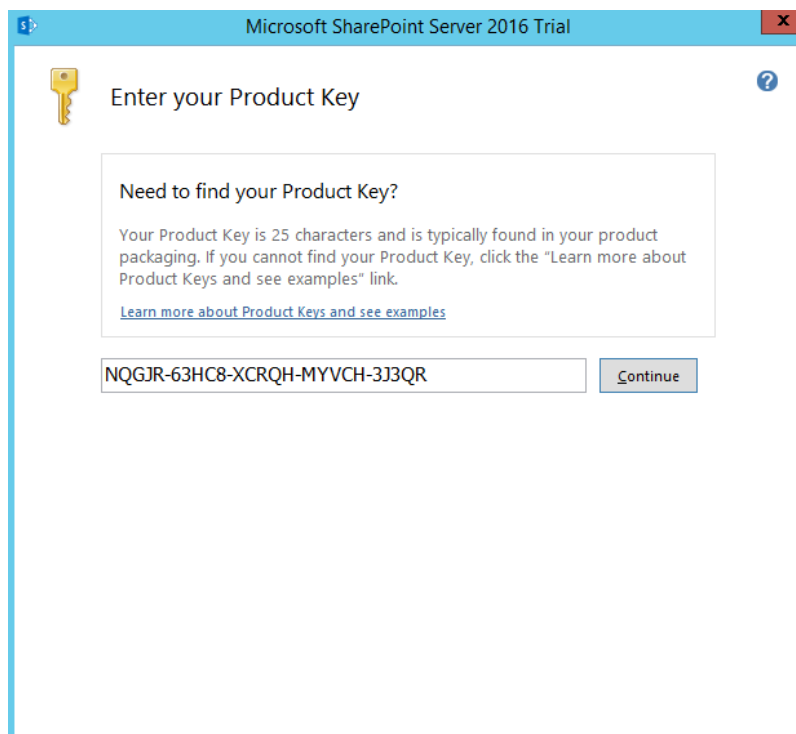 Microsoft SharePoint Server 2016 Trial
Enter your Product Key
Need to find your Product Key?
Your Product Key is 25 characters and is typically found in your product
packaging. If you cannot find your Product Key, click the “Learn more about
Product Keys and see examples” link.
Learn more about Product Keys and see examples
NQGJR-63HC8-XCRQH-MYVCH-3J3QR
Continue